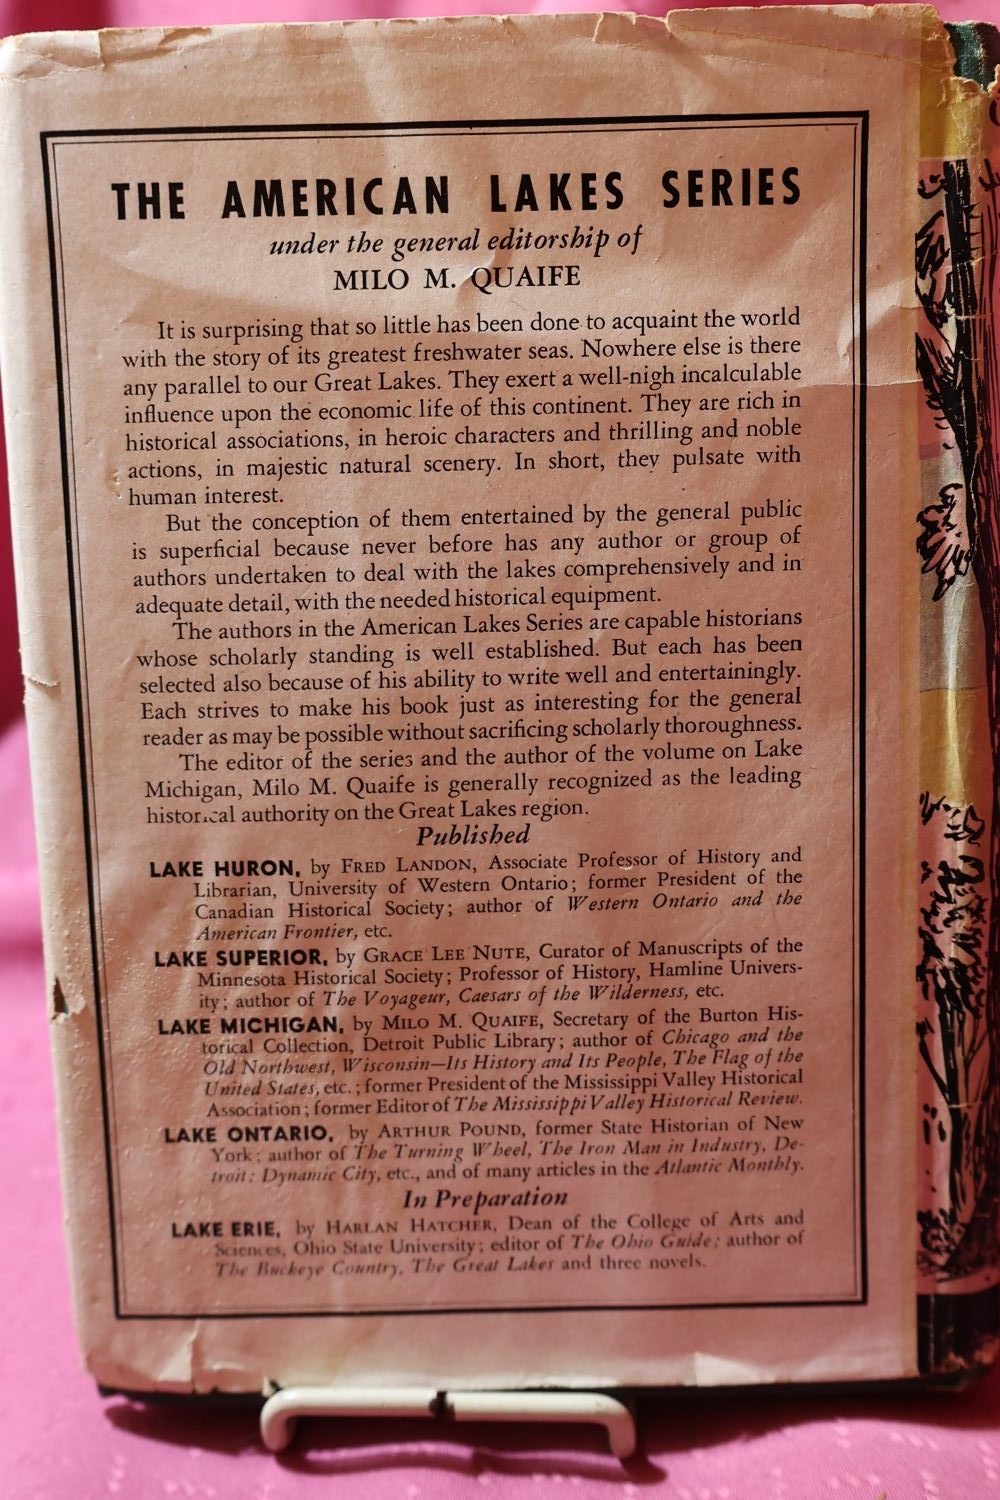 THE AMERICAN LAKES SERIES
under the general editorship of
MILO M. QUAIFE
It is surprising that so little has been done to acquaint the world
with the story of its greatest freshwater seas. Nowhere else is there
any parallel to our Great Lakes. They exert a well-nigh incalculable
influence upon the economic life of this continent. They are rich in
historical associations, in heroic characters and thrilling and noble
actions, in majestic natural scenery. In short, they pulsate with
human interest.
But the conception of them entertained by the general public
is superficial because never before has any author or group of
authors undertaken to deal with the lakes comprehensively and in
adequate detail, with the needed historical equipment.
The authors in the American Lakes Series are capable historians
whose scholarly standing is well established. But each has been
selected also because of his ability to write well and entertainingly.
Each strives to make his book just as interesting for the general
reader as may be possible without sacrificing scholarly thoroughness.
The editor of the series and the author of the volume on Lake
Michigan, Milo M. Quaife is generally recognized as the leading
historical authority on the Great Lakes region.
Published
LAKE HURON, by FRED LANDON, Associate Professor of History and
Librarian, University of Western Ontario; former President of the
Canadian Historical Society; author of Western Ontario and the
American Frontier, etc.
LAKE SUPERIOR, by GRACE LEE NUTE, Curator of Manuscripts of the
Minnesota Historical Society; Professor of History, Hamline Univers-
ity; author of The Voyageur, Caesars of the Wilderness, etc.
LAKE MICHIGAN, by MILO M. QUAIFE, Secretary of the Burton His-
torical Collection, Detroit Public Library; author of Chicago and the
Old Northwest, Wisconsin—Its History and Its People, The Flag of the
United States, etc.; former President of the Mississippi Valley Historical
Association; former Editor of The Mississippi Valley Historical Review.
LAKE ONTARIO, by ARTHUR POUND, former State Historian of New
York; author of The Turning Wheel, The Iron Man in Industry, De-
troit: Dynamic City, etc., and of many articles in the Atlantic Monthly.
In Preparation
LAKE ERIE, by HARLAN HATCHER, Dean of the College of Arts and
Sciences, Ohio State University; editor of The Ohio Guide; author of
The Buckeye Country, The Great Lakes and three novels.